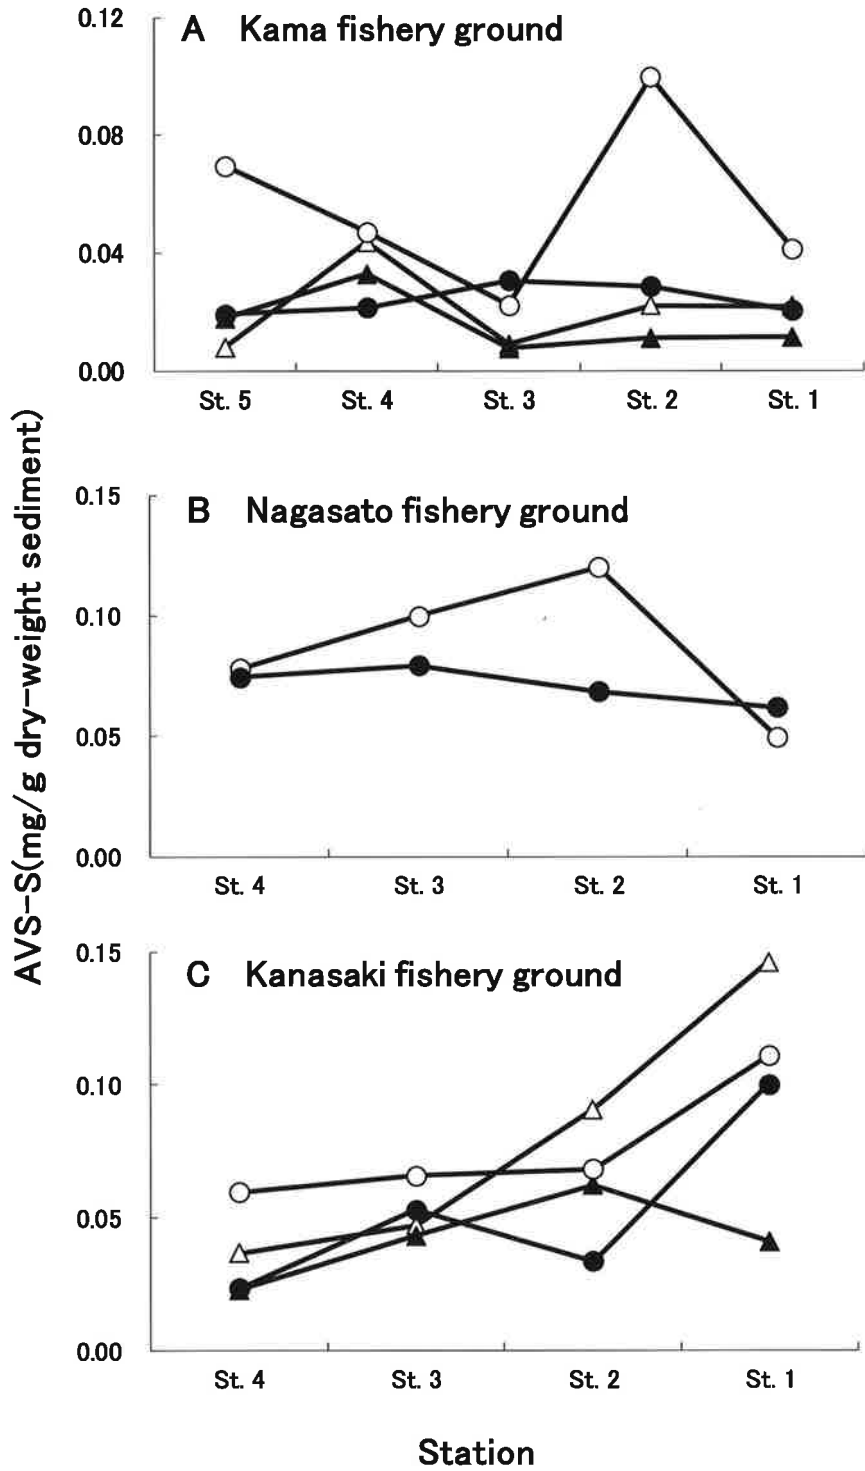 A Kama fishery ground
0.12
0.08
0.04
0.00
St. 5 St. 4 St. 3 St. 2 St. 1
AVS-S(mg/g dry-weight sediment)
B Nagasato fishery ground
0.15
0.10
0.05
0.00
St. 4 St. 3 St. 2 St. 1
C Kanasaki fishery ground
0.15
0.10
0.05
0.00
St. 4 St. 3 St. 2 St. 1
Station